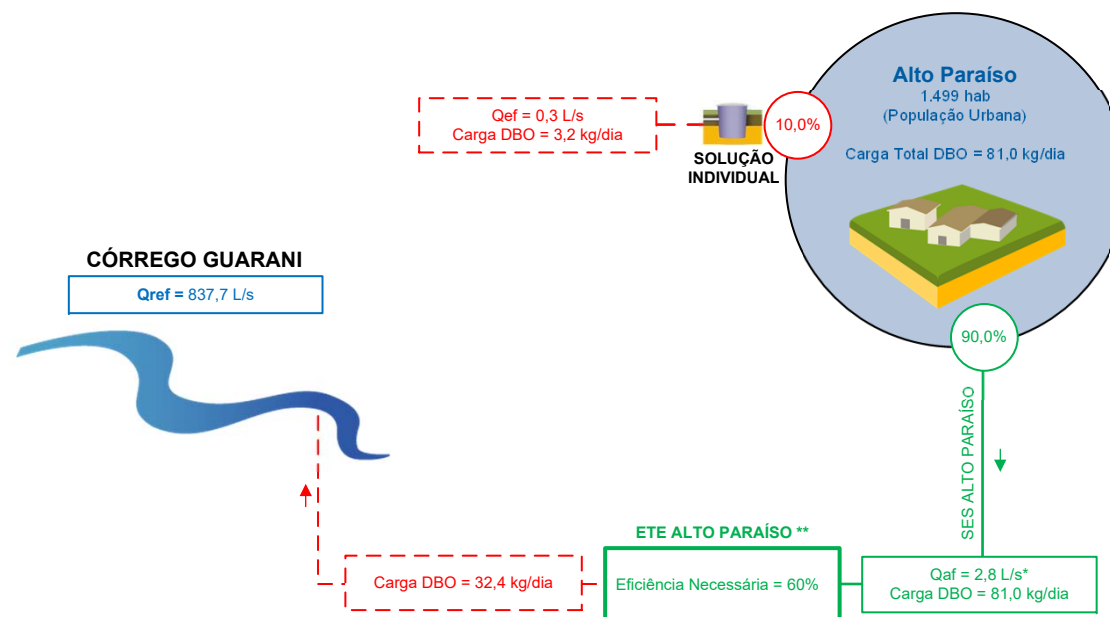 Alto Paraíso
1.499 hab
(População Urbana)
Carga Total DBO = 81,0 kg/dia
Qef = 0,3 L/s
Carga DBO = 3,2 kg/dia
10,0%
SOLUÇÃO
INDIVIDUAL
CÓRREGO GUARANI
Qref = 837,7 L/s
90,0%
SES ALTO PARAÍSO
ETE ALTO PARAÍSO **
Carga DBO = 32,4 kg/dia
Eficiência Necessária = 60%
Qaf = 2,8 L/s*
Carga DBO = 81,0 kg/dia